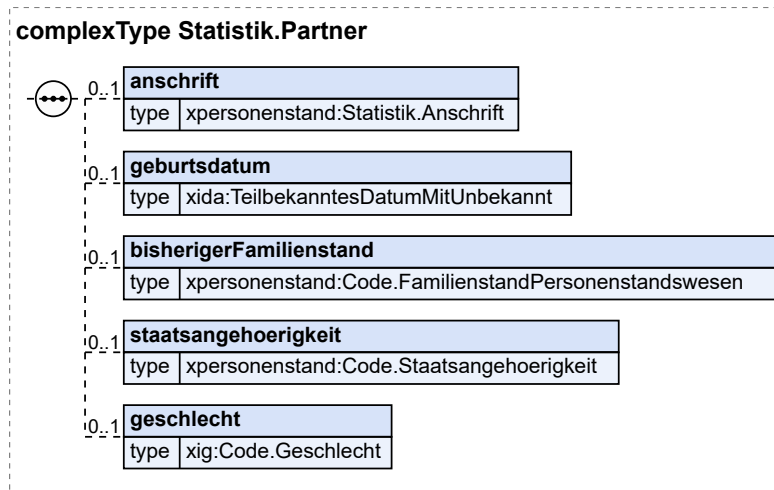 complexType Statistik.Partner
0..1 anschrift
type xpersonenstand:Statistik.Anschrift
0..1 geburtsdatum
type xida:TeilbekanntesDatumMitUnbekannt
0..1 bisherigerFamilienstand
type xpersonenstand:Code.FamilienstandPersonenstandswesen
0..1 staatsangehoerigkeit
type xpersonenstand:Code.Staatsangehoerigkeit
0..1 geschlecht
type xig:Code.Geschlecht